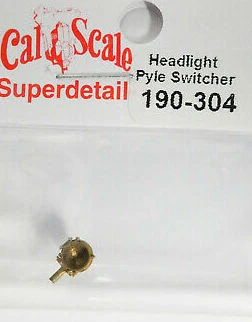 Cal Scale
Superdetail
Headlight
Pyle Switcher
190-304